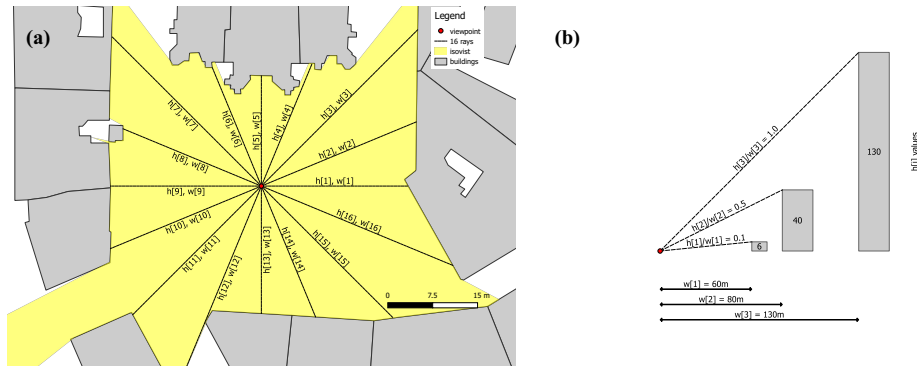 (a)
Legend
viewpoint
16 rays
isovist
buildings
h[7], w[7]
h[6], w[6]
h[5], w[5]
h[4], w[4]
h[3], w[3]
h[8], w[8]
h[2], w[2]
h[9], w[9]
h[1], w[1]
h[10], w[10]
h[11], w[11]
h[12], w[12]
h[13], w[13]
h[14], w[14]
h[15], w[15]
h[16], w[16]
0 7.5 15 m
(b)
h[3]/w[3] = 1.0
130
h[2]/w[2] = 0.5
40
h[1]/w[1] = 0.1
6
w[1] = 60m
w[2] = 80m
w[3] = 130m
h[i] values